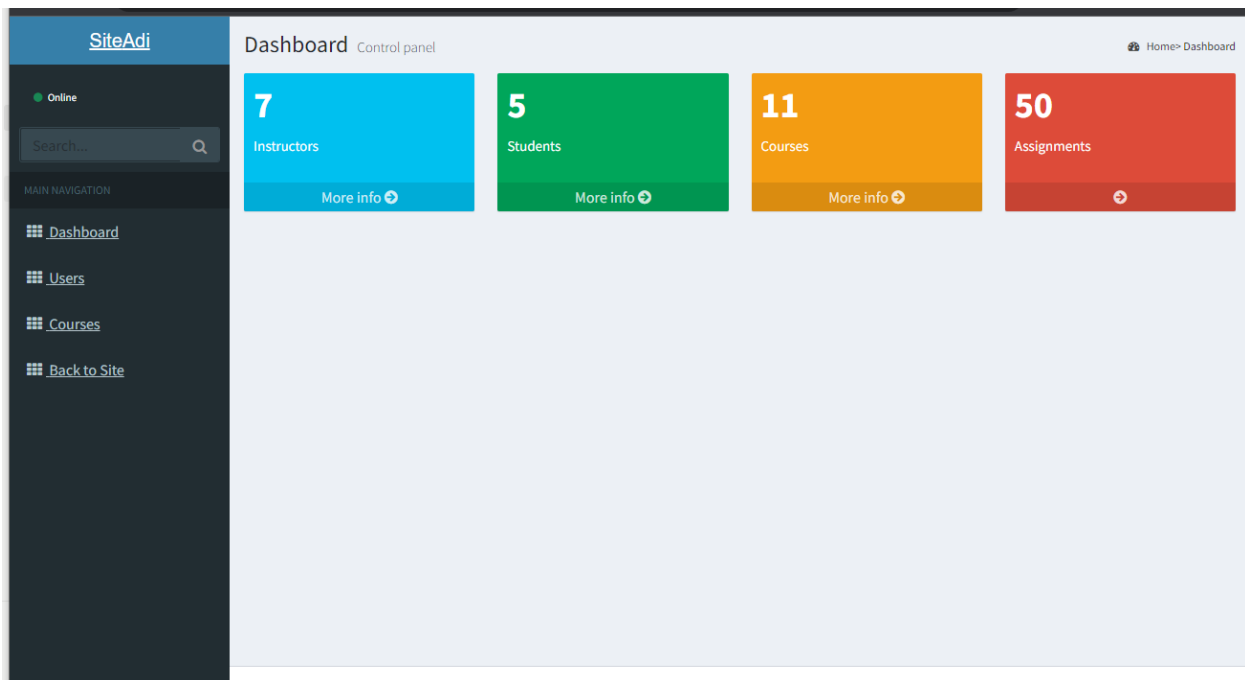 SiteAdi
Online
Search...
MAIN NAVIGATION
Dashboard
Users
Courses
Back to Site
Dashboard Control panel
Home> Dashboard
7
Instructors
More info
5
Students
More info
11
Courses
More info
50
Assignments